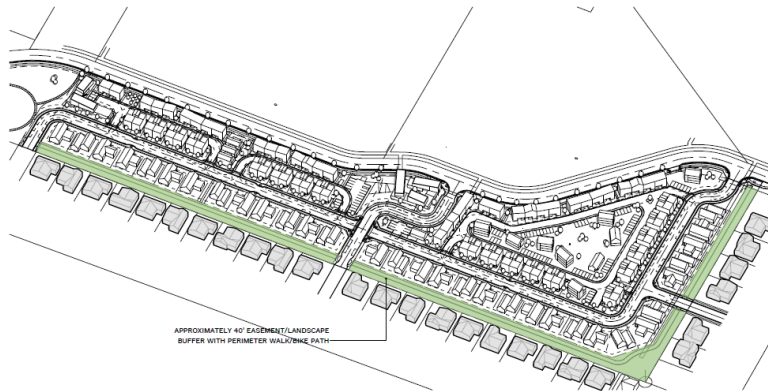 APPROXIMATELY 40' EASEMENT/LANDSCAPE
BUFFER WITH PERIMETER WALK/BIKE PATH